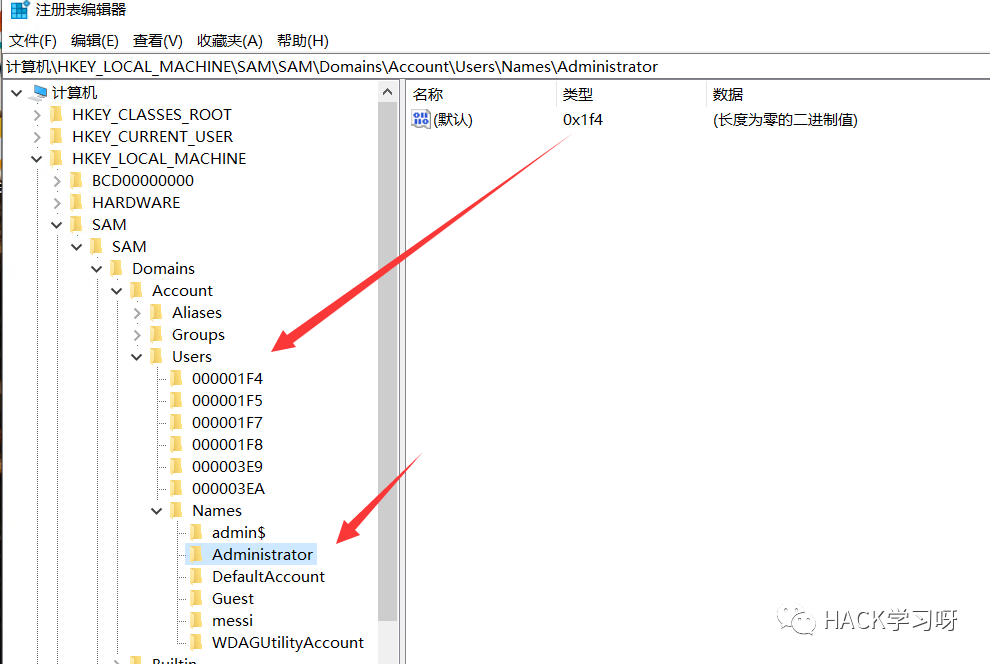 注册表编辑器
文件(F) 编辑(E) 查看(V) 收藏夹(A) 帮助(H)
计算机\HKEY_LOCAL_MACHINE\SAM\SAM\Domains\Account\Users\Names\Administrator
计算机
HKEY_CLASSES_ROOT
HKEY_CURRENT_USER
HKEY_LOCAL_MACHINE
BCD00000000
HARDWARE
SAM
SAM
Domains
Account
Aliases
Groups
Users
000001F4
000001F5
000001F7
000001F8
000003E9
000003EA
Names
admin$
Administrator
DefaultAccount
Guest
messi
WDAGUtilityAccount
Builtin
名称 类型 数据
(默认) 0x1f4 (长度为零的二进制值)
HACK学习呀